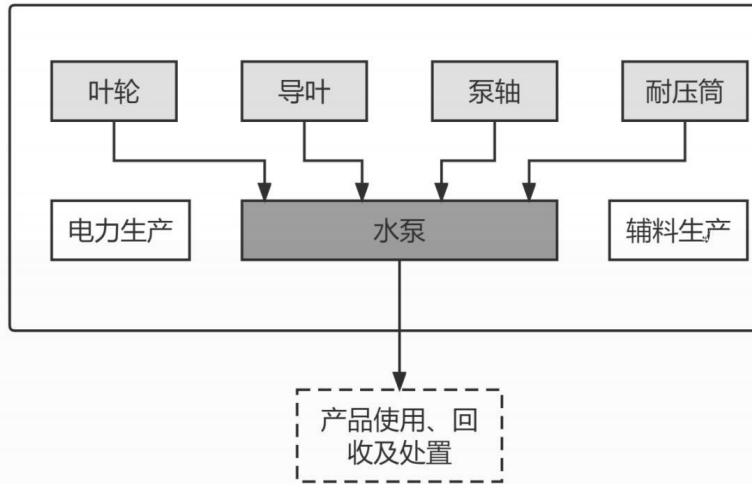 叶轮
导叶
泵轴
耐压筒
电力生产
水泵
辅料生产
产品使用、回
收及处置